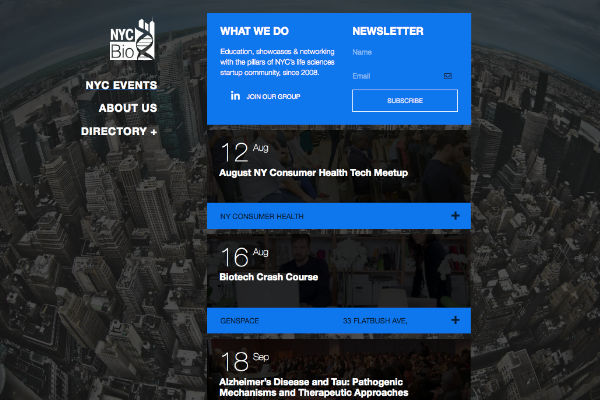 NYC
Bio
NYC EVENTS
ABOUT US
DIRECTORY +
WHAT WE DO
Education, showcases & networking
with the pillars of NYC's life sciences
startup community, since 2008.
in JOIN OUR GROUP
NEWSLETTER
Name
Email
SUBSCRIBE
12 Aug
August NY Consumer Health Tech Meetup
NY CONSUMER HEALTH +
16 Aug
Biotech Crash Course
GENSPACE 33 FLATBUSH AVE, +
18 Sep
Alzheimer's Disease and Tau: Pathogenic
Mechanisms and Therapeutic Approaches